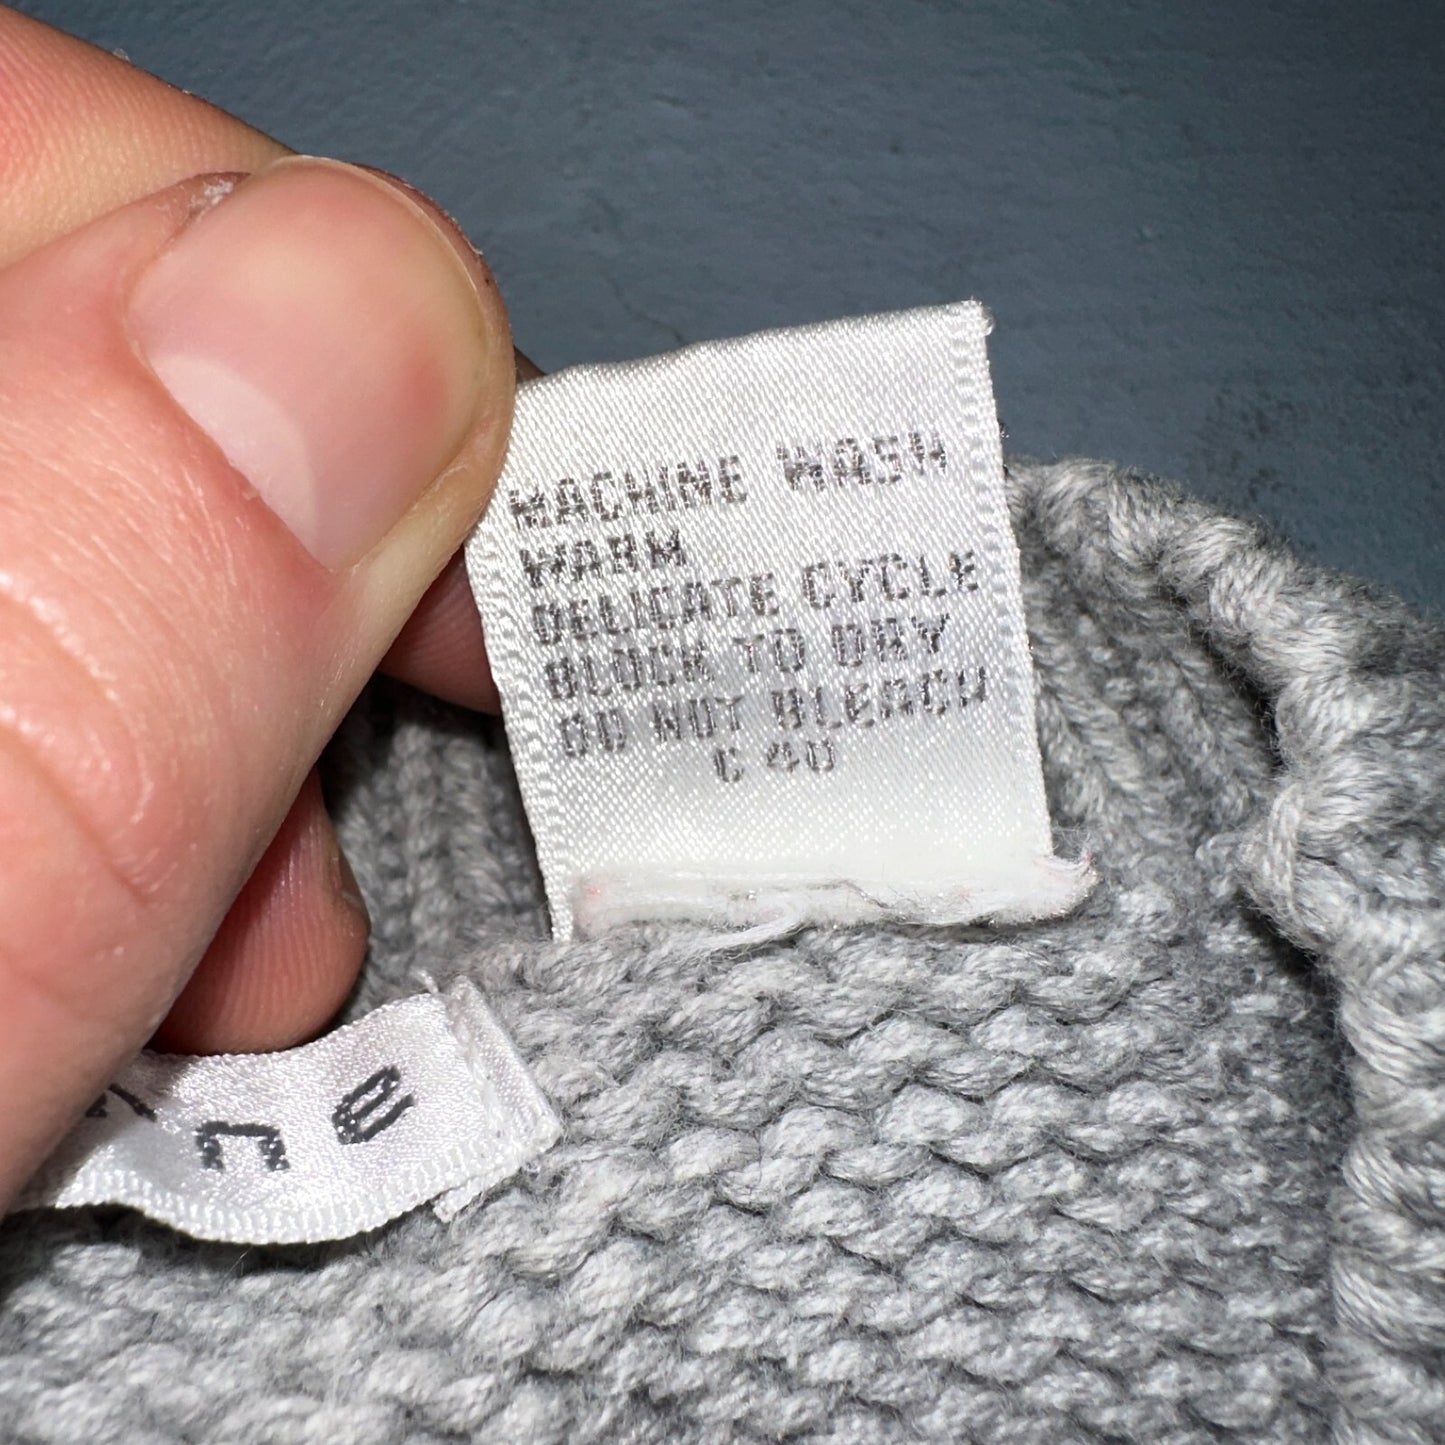 MACHINE WASH
WARM
DELICATE CYCLE
BLOCK TO DRY
DO NOT BLEACH
C 40